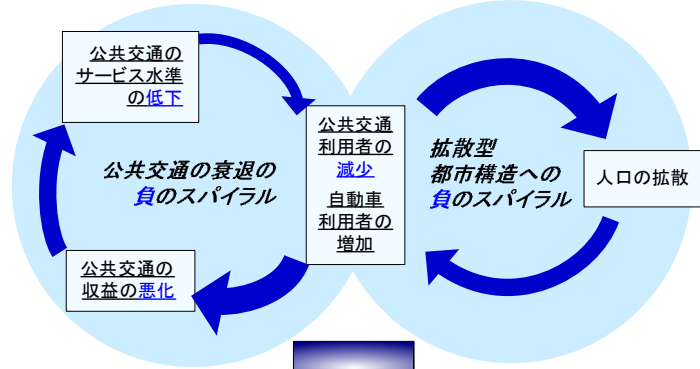 公共交通の
サービス水準
の低下
公共交通の衰退の
負のスパイラル
公共交通の
収益の悪化
公共交通
利用者の
減少
自動車
利用者の
増加
拡散型
都市構造への
負のスパイラル
人口の拡散